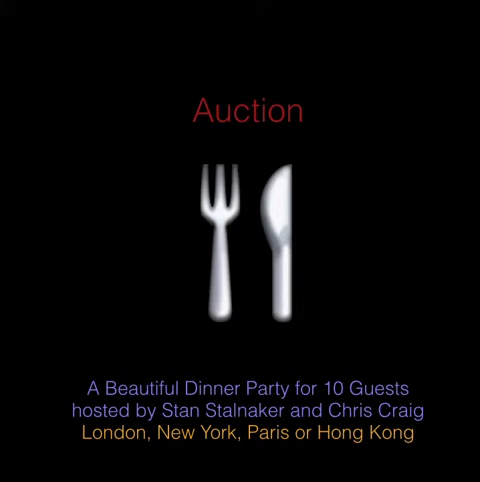 Auction
A Beautiful Dinner Party for 10 Guests
hosted by Stan Stalnaker and Chris Craig
London, New York, Paris or Hong Kong